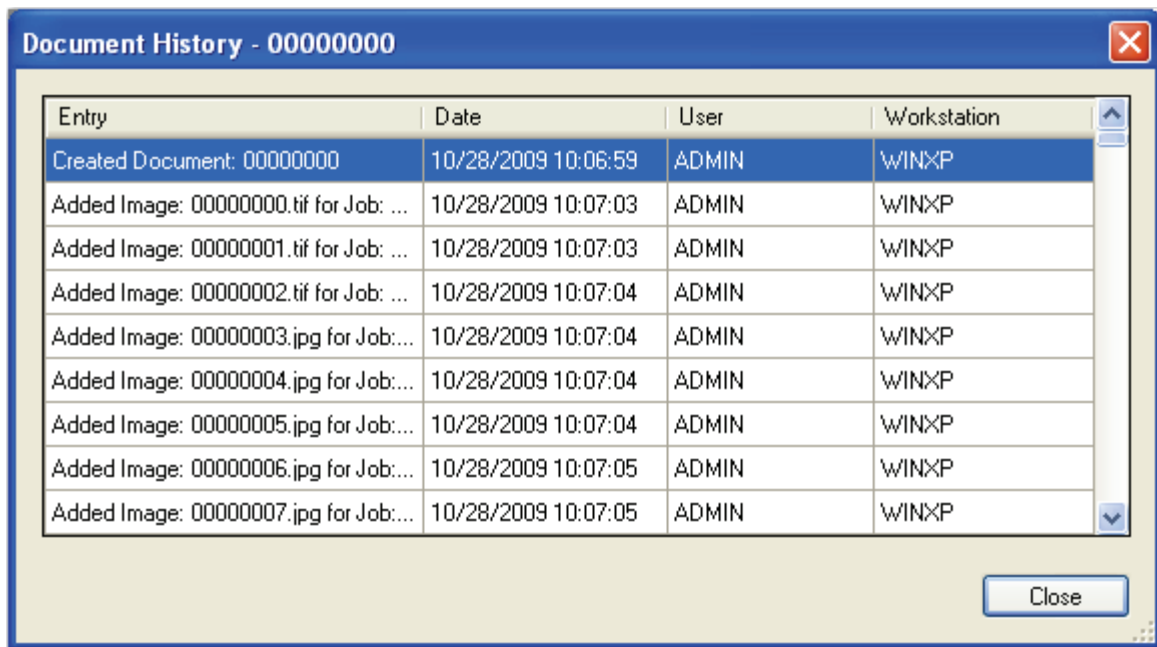 Document History - 00000000
Entry Date User Workstation
Created Document: 00000000 10/28/2009 10:06:59 ADMIN WINXP
Added Image: 00000000.tif for Job: ... 10/28/2009 10:07:03 ADMIN WINXP
Added Image: 00000001.tif for Job: ... 10/28/2009 10:07:03 ADMIN WINXP
Added Image: 00000002.tif for Job: ... 10/28/2009 10:07:04 ADMIN WINXP
Added Image: 00000003.jpg for Job:... 10/28/2009 10:07:04 ADMIN WINXP
Added Image: 00000004.jpg for Job:... 10/28/2009 10:07:04 ADMIN WINXP
Added Image: 00000005.jpg for Job:... 10/28/2009 10:07:04 ADMIN WINXP
Added Image: 00000006.jpg for Job:... 10/28/2009 10:07:05 ADMIN WINXP
Added Image: 00000007.jpg for Job:... 10/28/2009 10:07:05 ADMIN WINXP
Close